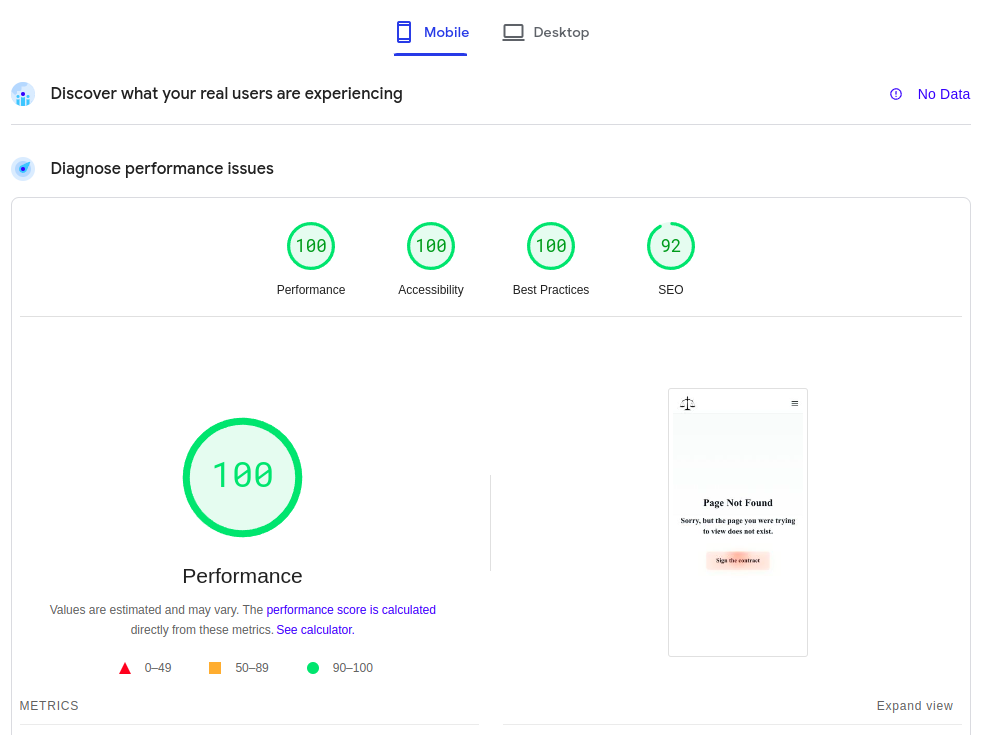 Mobile
Desktop
Discover what your real users are experiencing
No Data
Diagnose performance issues
100
100
100
92
Performance
Accessibility
Best Practices
SEO
100
Performance
Values are estimated and may vary. The performance score is calculated
directly from these metrics. See calculator.
0–49
50–89
90–100
Page Not Found
Sorry, but the page you were trying
to view does not exist.
Sign the contract
METRICS
Expand view